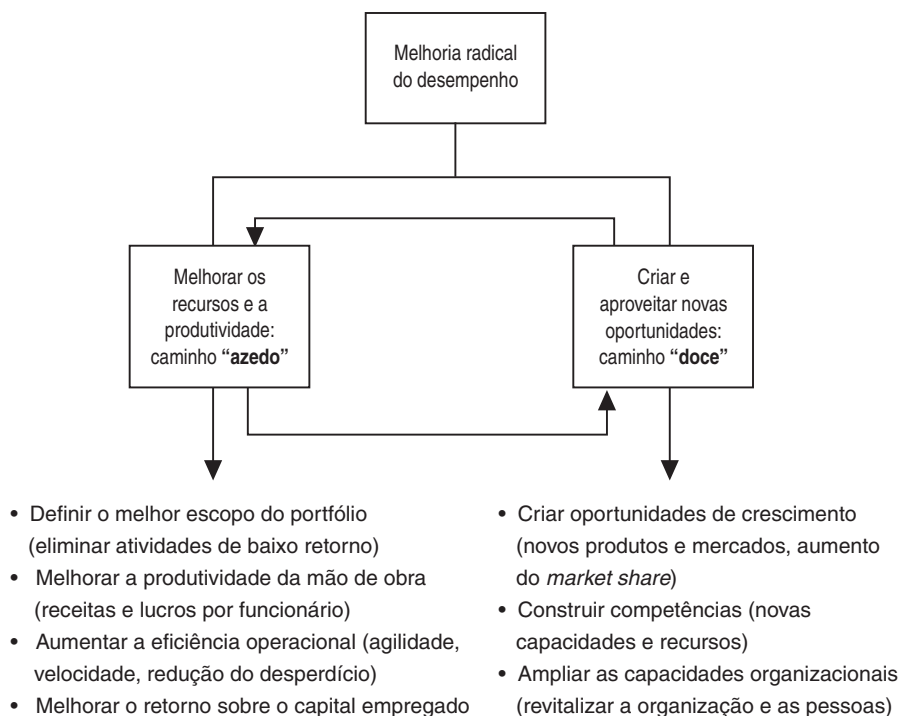 Melhoria radical
do desempenho
Melhorar os
recursos e a
produtividade:
caminho “azedo”
Criar e
aproveitar novas
oportunidades:
caminho “doce”
• Definir o melhor escopo do portfólio
(eliminar atividades de baixo retorno)
• Melhorar a produtividade da mão de obra
(receitas e lucros por funcionário)
• Aumentar a eficiência operacional (agilidade,
velocidade, redução do desperdício)
• Melhorar o retorno sobre o capital empregado
• Criar oportunidades de crescimento
(novos produtos e mercados, aumento
do market share)
• Construir competências (novas
capacidades e recursos)
• Ampliar as capacidades organizacionais
(revitalizar a organização e as pessoas)